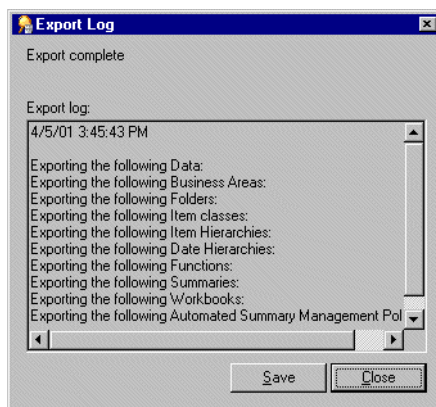 Export Log
Export complete
Export log:
4/5/01 3:45:43 PM
Exporting the following Data:
Exporting the following Business Areas:
Exporting the following Folders:
Exporting the following Item classes:
Exporting the following Item Hierarchies:
Exporting the following Date Hierarchies:
Exporting the following Functions:
Exporting the following Summaries:
Exporting the following Workbooks:
Exporting the following Automated Summary Management Pol
Save Close